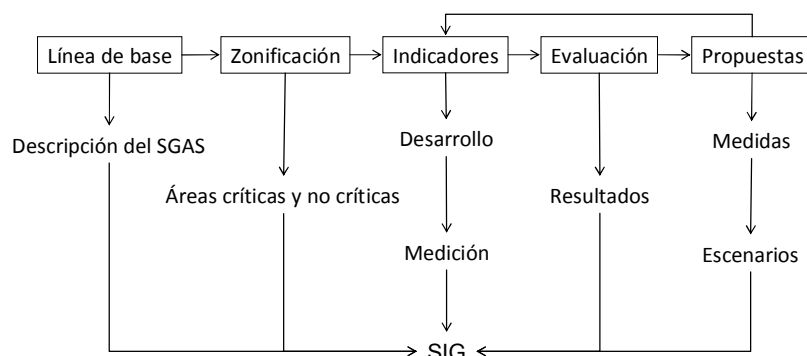 Línea de base
Zonificación
Indicadores
Evaluación
Propuestas
Descripción del SGAS
Desarrollo
Medidas
Áreas críticas y no críticas
Resultados
Medición
Escenarios
SIG